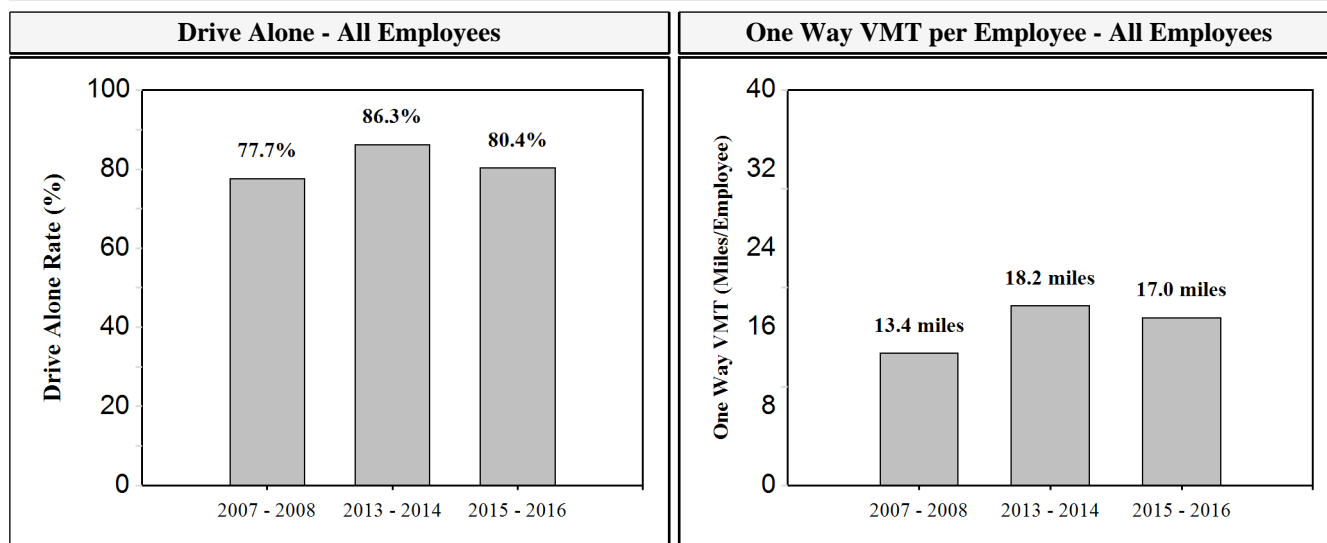 Drive Alone - All Employees
One Way VMT per Employee - All Employees
Drive Alone Rate (%)
100
80
60
40
20
0
77.7%
86.3%
80.4%
2007 - 2008
2013 - 2014
2015 - 2016
One Way VMT (Miles/Employee)
40
32
24
16
8
0
13.4 miles
18.2 miles
17.0 miles
2007 - 2008
2013 - 2014
2015 - 2016